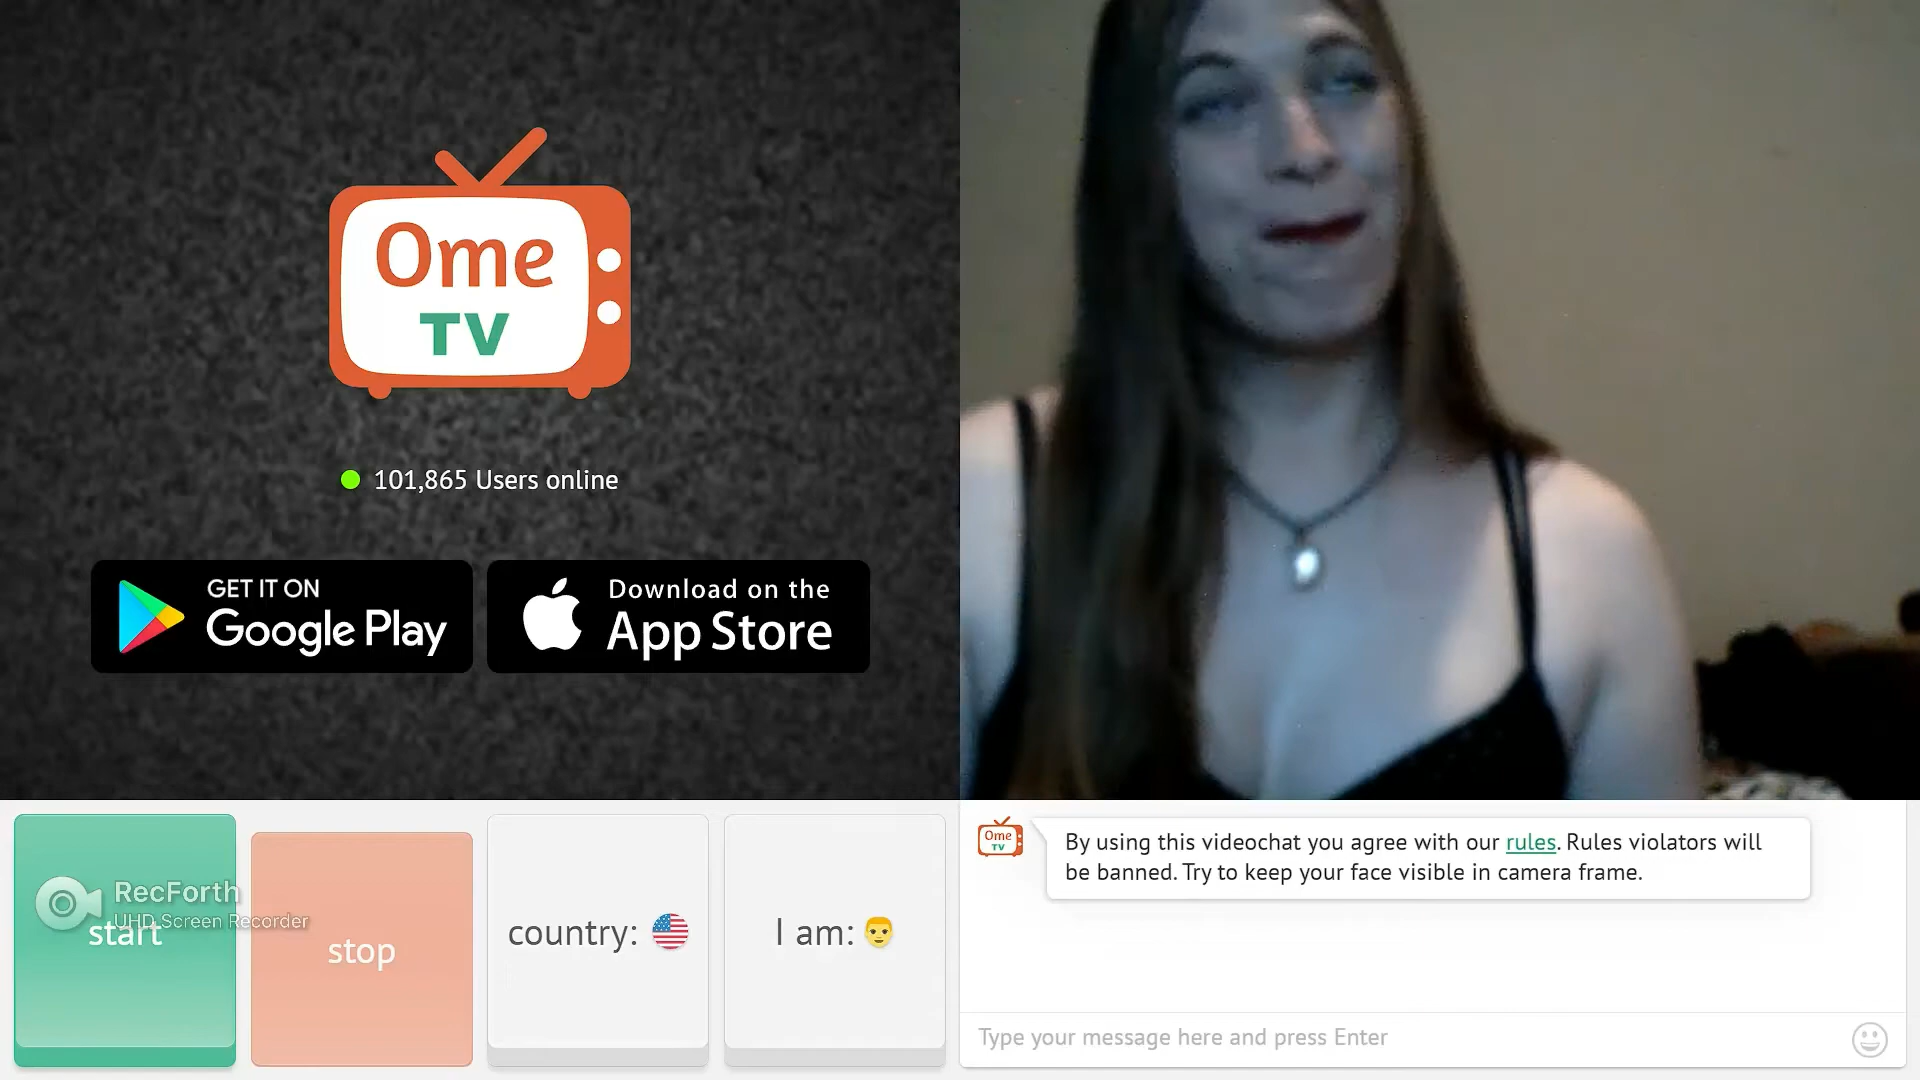 Ome
TV
101,865 Users online
GET IT ON
Google Play
Download on the
App Store
RecForth
UHD Screen Recorder
start
stop
country:
I am:
Ome
TV
By using this videochat you agree with our rules. Rules violators will
be banned. Try to keep your face visible in camera frame.
Type your message here and press Enter